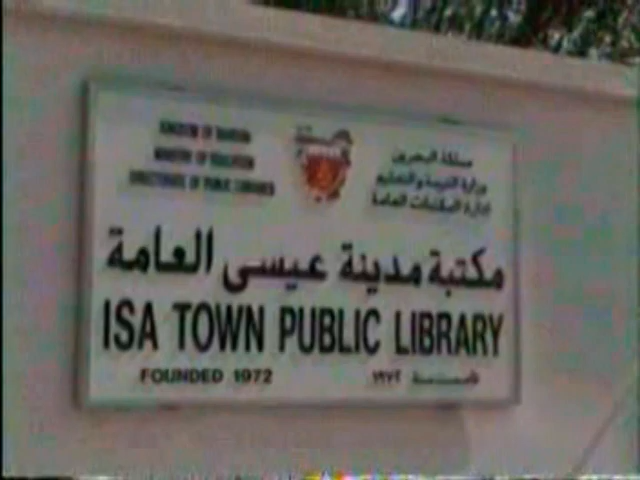 KINGDOM OF BAHRAIN
MINISTRY OF EDUCATION
DIRECTORATE OF PUBLIC LIBRARIES
مملكة البحرين
وزارة التربية والتعليم
إدارة المكتبات العامة
مكتبة مدينة عيسى العامة
ISA TOWN PUBLIC LIBRARY
FOUNDED 1972
تأسست ١٩٧٢